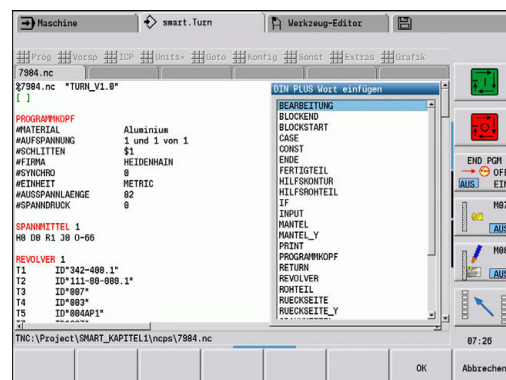 Maschine
smart.Turn
Werkzeug-Editor
Prog Vorsp ICP Units» Goto Konfig Sonst Extras Grafik
7984.nc
%7984.nc "TURN_V1.0"
[ ]
PROGRAMMKOPF
#MATERIAL Aluminium
#AUFSPANNUNG 1 und 1 von 1
#SCHLITTEN $1
#FIRMA HEIDENHAIN
#SYNCHRO 0
#EINHEIT METRIC
#AUSSPANNLAENGE 82
#SPANNDRUCK 0
SPANNMITTEL 1
H0 D0 R1 J0 O-66
REVOLVER 1
T1 ID"342-400.1"
T2 ID"111-80-080.1"
T3 ID"007"
T4 ID"003"
T5 ID"004AP1"
DIN PLUS Wort einfügen
BEARBEITUNG
BLOCKEND
BLOCKSTART
CASE
CONST
ENDE
FERTIGTEIL
HILFSKONTUR
HILFSROHTEIL
IF
INPUT
MANTEL
MANTEL_Y
PRINT
PROGRAMMKOPF
RETURN
REVOLVER
ROHTEIL
RUECKSEITE
RUECKSEITE_Y
TNC:\Project\SMART_KAPITEL1\ncps\7984.nc
END PGM
OFF
AUS EIN
AUS
AUS
07:26
OK
Abbrechen